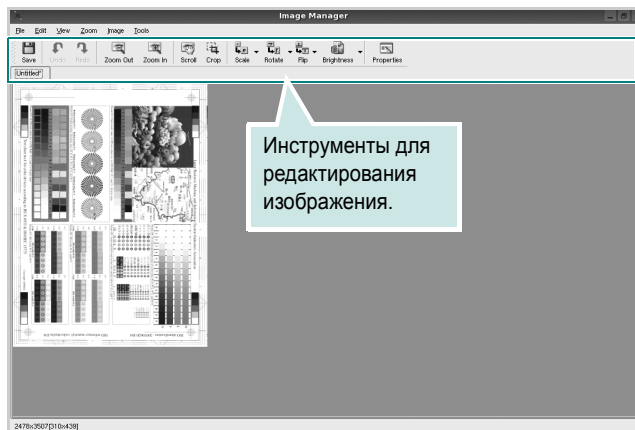 Image Manager
File Edit View Zoom Image Tools
Save Undo Redo Zoom Out Zoom In Scroll Crop Scale Rotate Flip Brightness Properties
Untitled*
Инструменты для
редактирования
изображения.
2478x3507[310x439]